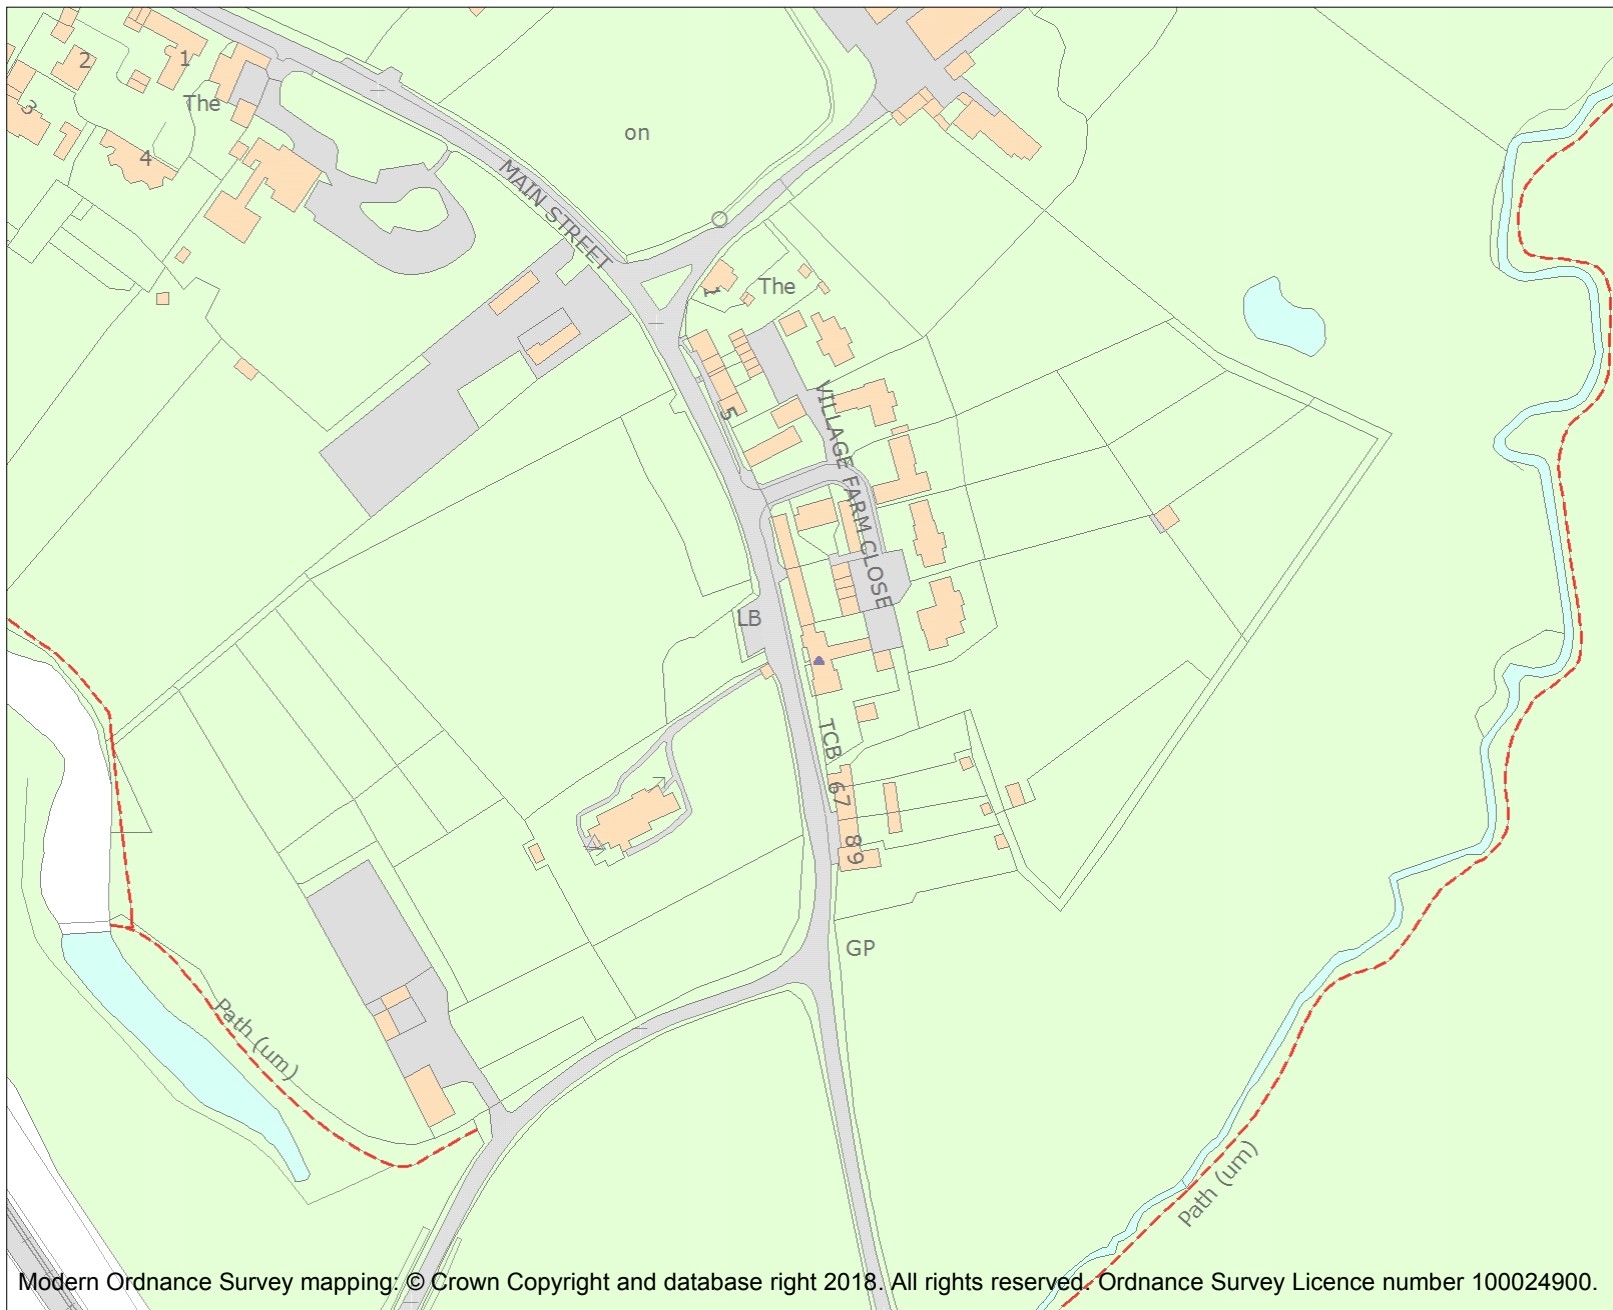 2
1
The
3
4
on
MAIN STREET
1
The
5
VILLAGE FARM CLOSE
LB
TCB
67
89
GP
Path (um)
Path (um)
Modern Ordnance Survey mapping: © Crown Copyright and database right 2018. All rights reserved. Ordnance Survey Licence number 100024900.